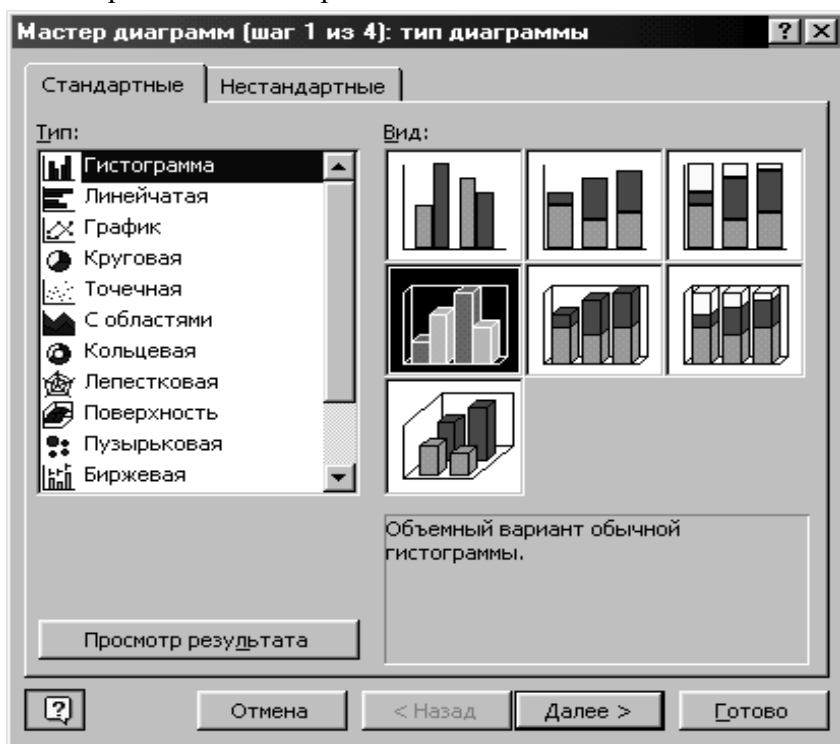 Мастер диаграмм (шаг 1 из 4): тип диаграммы
Стандартные
Нестандартные
Тип:
Гистограмма
Линейчатая
График
Круговая
Точечная
С областями
Кольцевая
Лепестковая
Поверхность
Пузырьковая
Биржевая
Вид:
Объемный вариант обычной
гистограммы.
Просмотр результата
Отмена
< Назад
Далее >
Готово